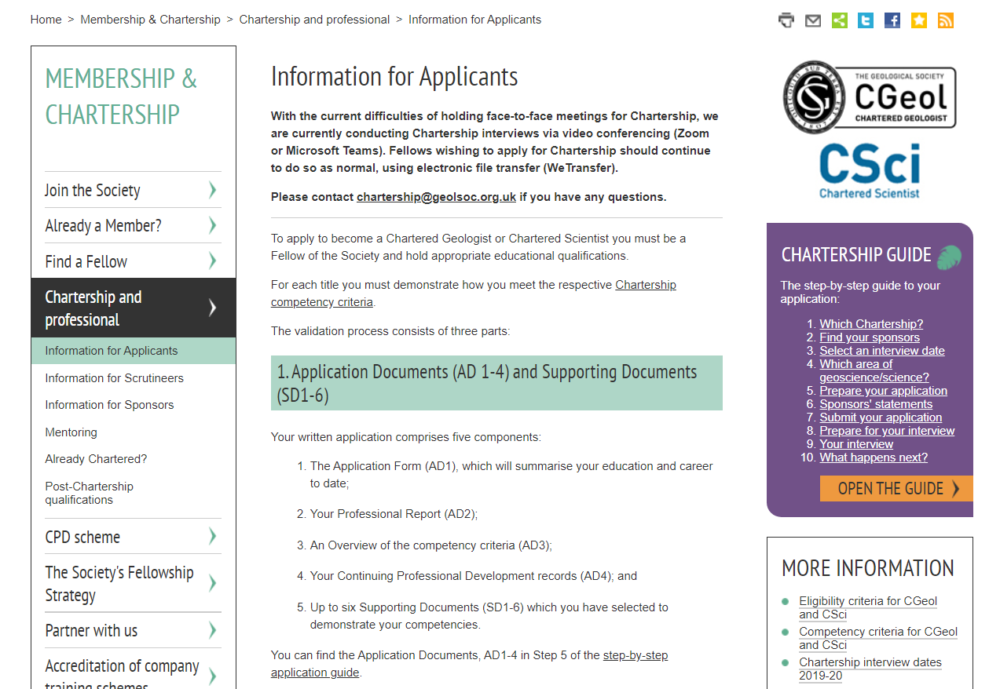 Home > Membership & Chartership > Chartership and professional > Information for Applicants
MEMBERSHIP &
CHARTERSHIP
Join the Society
Already a Member?
Find a Fellow
Chartership and
professional
Information for Applicants
Information for Scrutineers
Information for Sponsors
Mentoring
Already Chartered?
Post-Chartership
qualifications
CPD scheme
The Society's Fellowship
Strategy
Partner with us
Accreditation of company
training schemes
Information for Applicants
With the current difficulties of holding face-to-face meetings for Chartership, we
are currently conducting Chartership interviews via video conferencing (Zoom
or Microsoft Teams). Fellows wishing to apply for Chartership should continue
to do so as normal, using electronic file transfer (WeTransfer).
Please contact chartership@geolsoc.org.uk if you have any questions.
To apply to become a Chartered Geologist or Chartered Scientist you must be a
Fellow of the Society and hold appropriate educational qualifications.
For each title you must demonstrate how you meet the respective Chartership
competency criteria.
The validation process consists of three parts:
1. Application Documents (AD 1-4) and Supporting Documents
(SD1-6)
Your written application comprises five components:
1. The Application Form (AD1), which will summarise your education and career
to date;
2. Your Professional Report (AD2);
3. An Overview of the competency criteria (AD3);
4. Your Continuing Professional Development records (AD4); and
5. Up to six Supporting Documents (SD1-6) which you have selected to
demonstrate your competencies.
You can find the Application Documents, AD1-4 in Step 5 of the step-by-step
application guide.
THE GEOLOGICAL SOCIETY
CGeol
CHARTERED GEOLOGIST
CSci
Chartered Scientist
CHARTERSHIP GUIDE
The step-by-step guide to your
application:
1. Which Chartership?
2. Find your sponsors
3. Select an interview date
4. Which area of
geoscience/science?
5. Prepare your application
6. Sponsors' statements
7. Submit your application
8. Prepare for your interview
9. Your interview
10. What happens next?
OPEN THE GUIDE
MORE INFORMATION
Eligibility criteria for CGeol
and CSci
Competency criteria for CGeol
and CSci
Chartership interview dates
2019-20